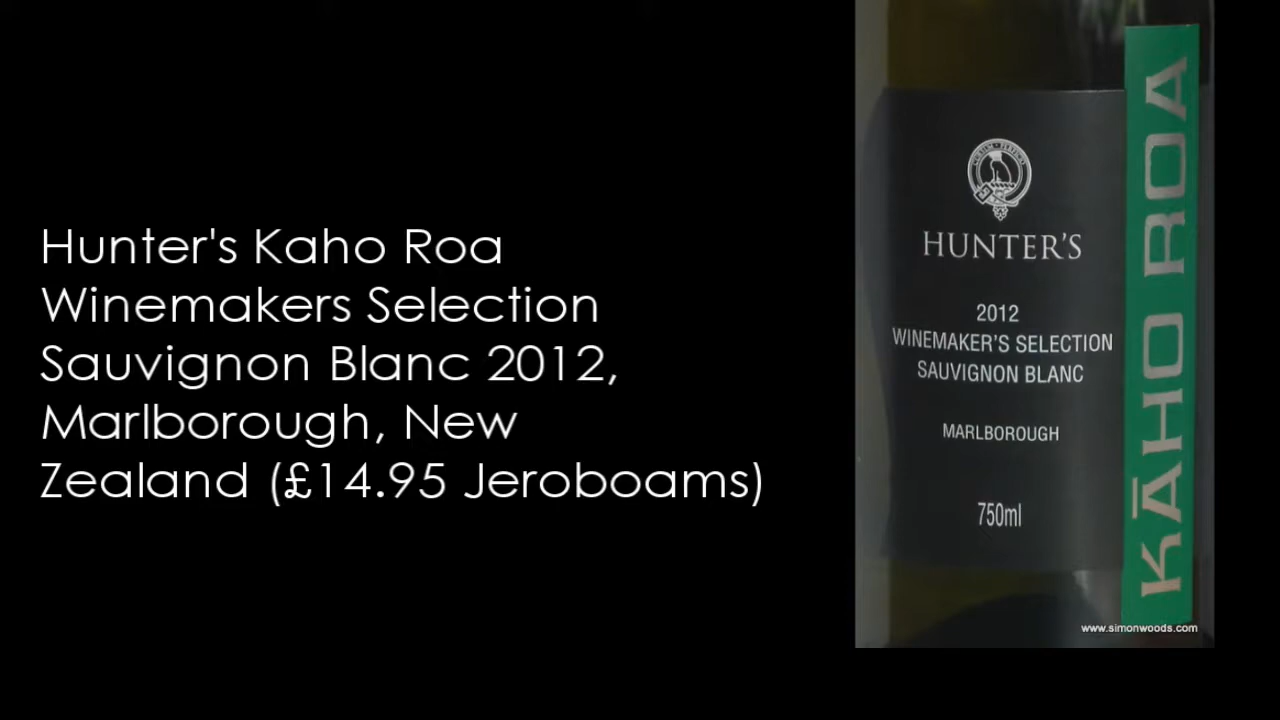 Hunter's Kaho Roa
Winemakers Selection
Sauvignon Blanc 2012,
Marlborough, New
Zealand (£14.95 Jeroboams)
HUNTER'S
2012
WINEMAKER'S SELECTION
SAUVIGNON BLANC
MARLBOROUGH
750ml
KĀHO ROA
www.simonwoods.com